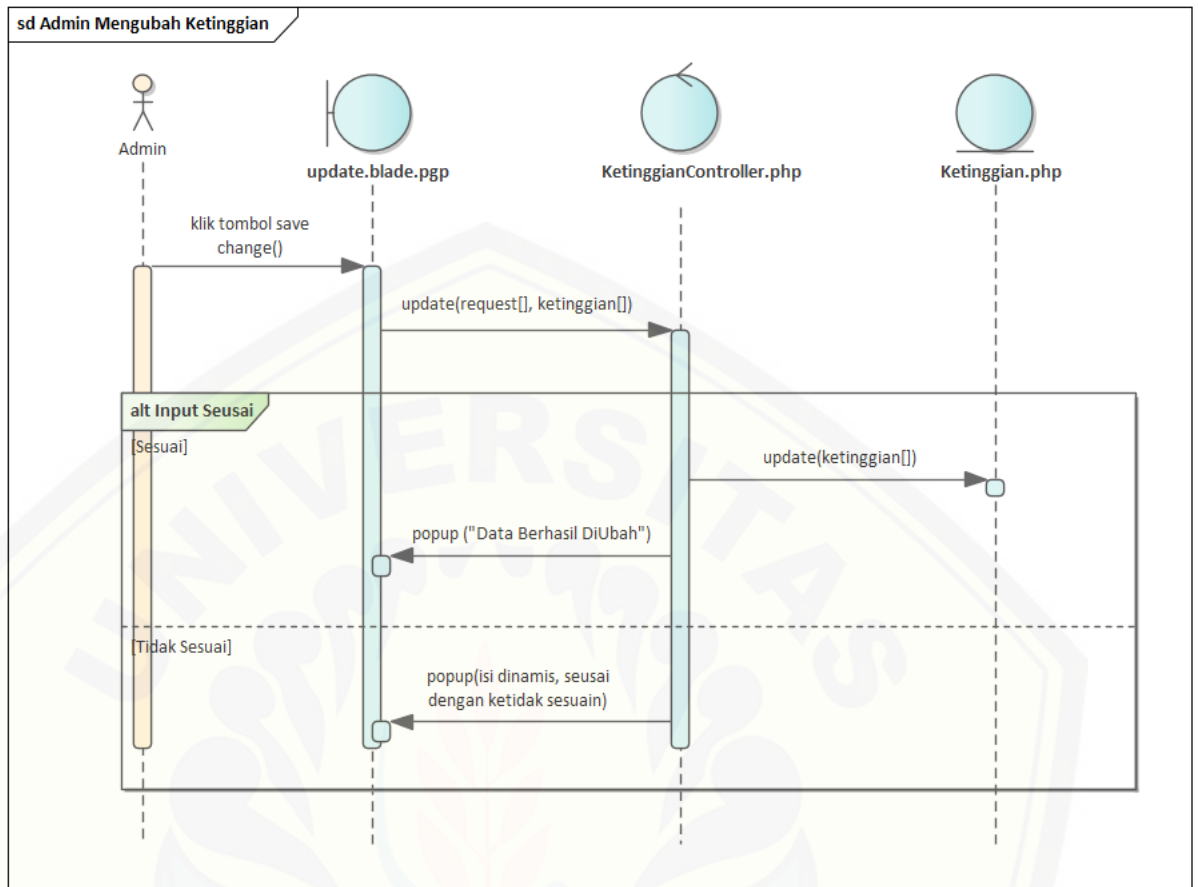 sd Admin Mengubah Ketinggian
Admin
update.blade.pgp
KetinggianController.php
Ketinggian.php
klik tombol save
change()
update(request[], ketinggian[])
alt Input Seusai
[Sesuai]
update(ketinggian[])
popup ("Data Berhasil DiUbah")
[Tidak Sesuai]
popup(isi dinamis, seusai
dengan ketidak sesuain)
UNIVERSITAS